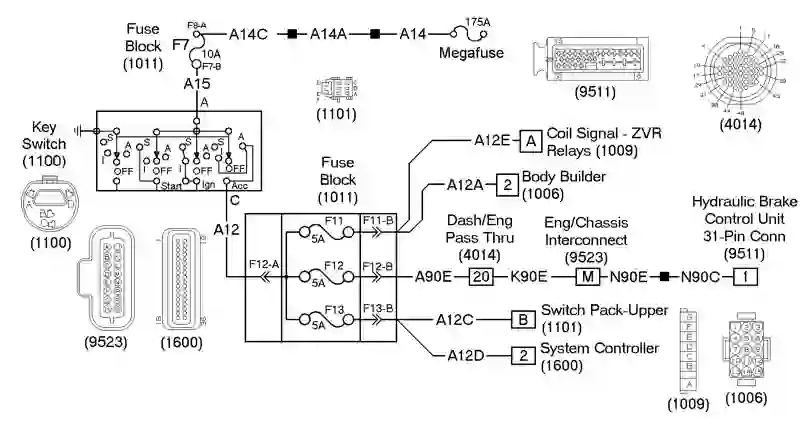 Fuse
Block
(1011)
F8-A
F7
10A
F7-B
A14C
A14A
A14
175A
Megafuse
A15
A
(1101)
(9511)
(4014)
Key
Switch
(1100)
S
A
I
OFF
S
A
I
OFF
S
A
I
OFF
S
A
I
OFF
Start
Ign
Acc
C
(1100)
A12
Fuse
Block
(1011)
F11
5A
F11-B
F12-A
F12
5A
F12-B
F13
5A
F13-B
A12E
A
Coil Signal - ZVR
Relays (1009)
A12A
2
Body Builder
(1006)
Dash/Eng
Pass Thru
(4014)
Eng/Chassis
Interconnect
(9523)
Hydraulic Brake
Control Unit
31-Pin Conn
(9511)
A90E
20
K90E
M
N90E
N90C
1
A12C
B
Switch Pack-Upper
(1101)
A12D
2
System Controller
(1600)
(9523)
(1600)
G
F
E
D
C
B
A
(1009)
(1006)